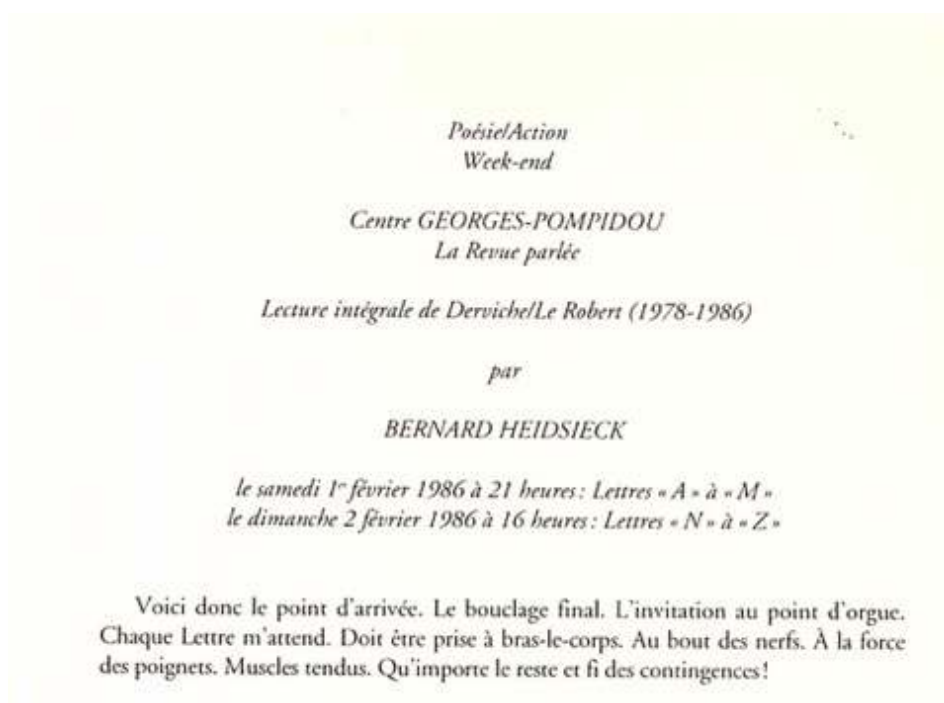 Poésie/Action
Week-end
Centre GEORGES-POMPIDOU
La Revue parlée
Lecture intégrale de Derviche/Le Robert (1978-1986)
par
BERNARD HEIDSIECK
le samedi 1er février 1986 à 21 heures : Lettres « A » à « M »
le dimanche 2 février 1986 à 16 heures : Lettres « N » à « Z »
Voici donc le point d'arrivée. Le bouclage final. L'invitation au point d'orgue.
Chaque Lettre m'attend. Doit être prise à bras-le-corps. Au bout des nerfs. À la force
des poignets. Muscles tendus. Qu'importe le reste et fi des contingences !